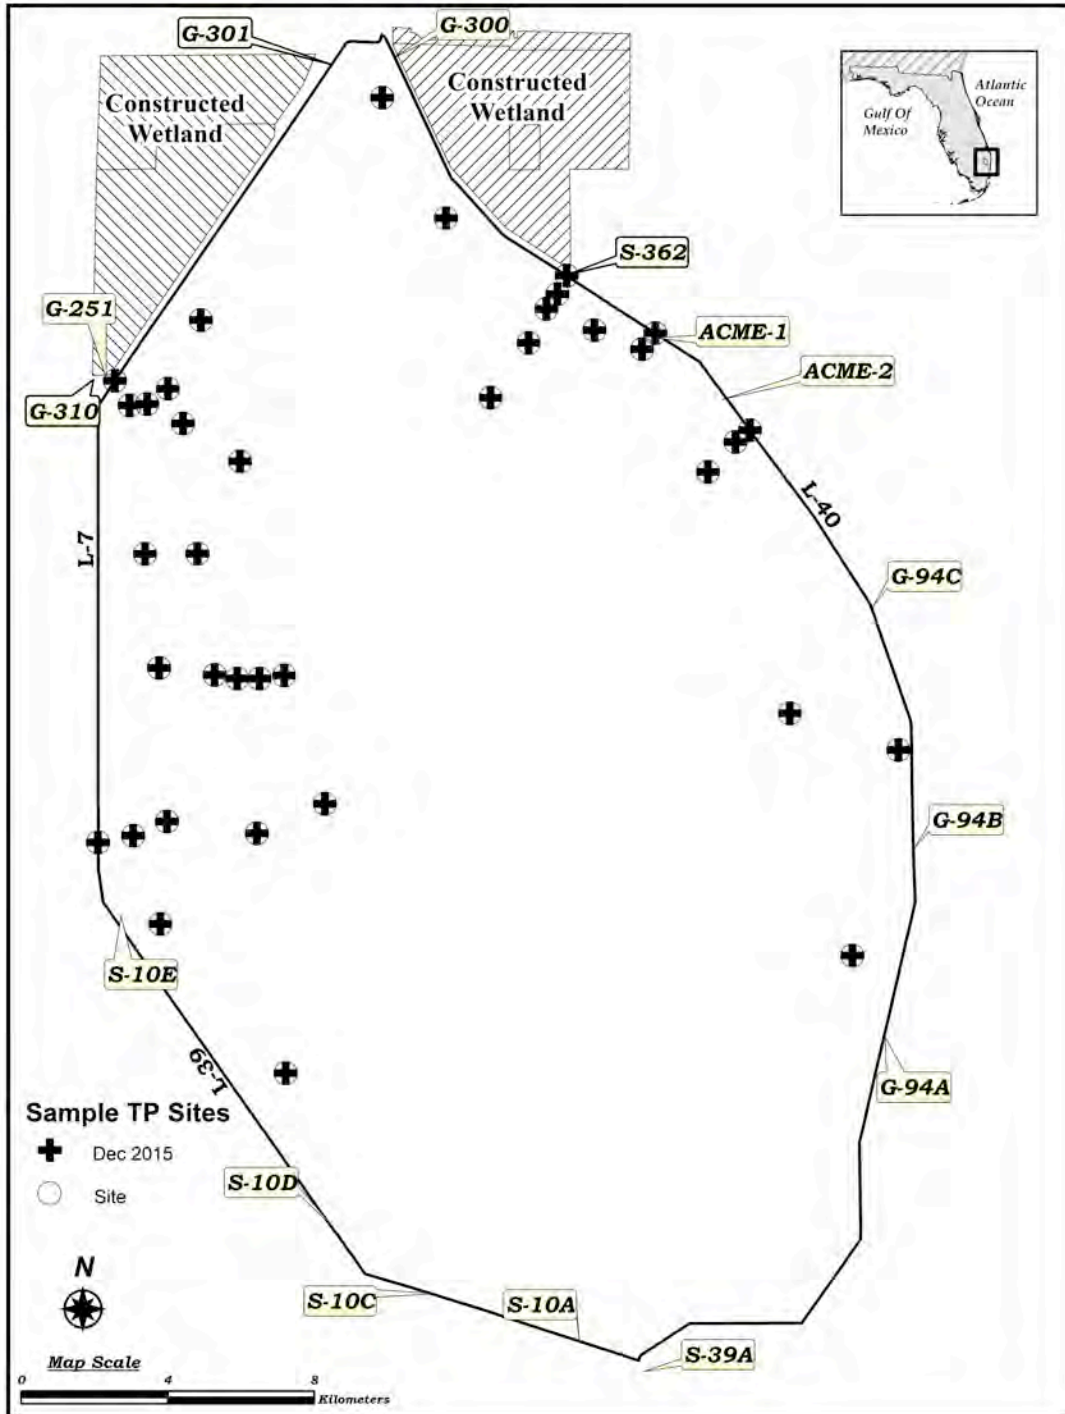 G-301
G-300
Constructed
Wetland
Constructed
Wetland
Atlantic
Ocean
Gulf Of
Mexico
S-362
G-251
ACME-1
ACME-2
G-310
L-7
L-40
G-94C
G-94B
S-10E
L-39
G-94A
Sample TP Sites
Dec 2015
Site
S-10D
N
S-10C
S-10A
S-39A
Map Scale
0 4 8
Kilometers